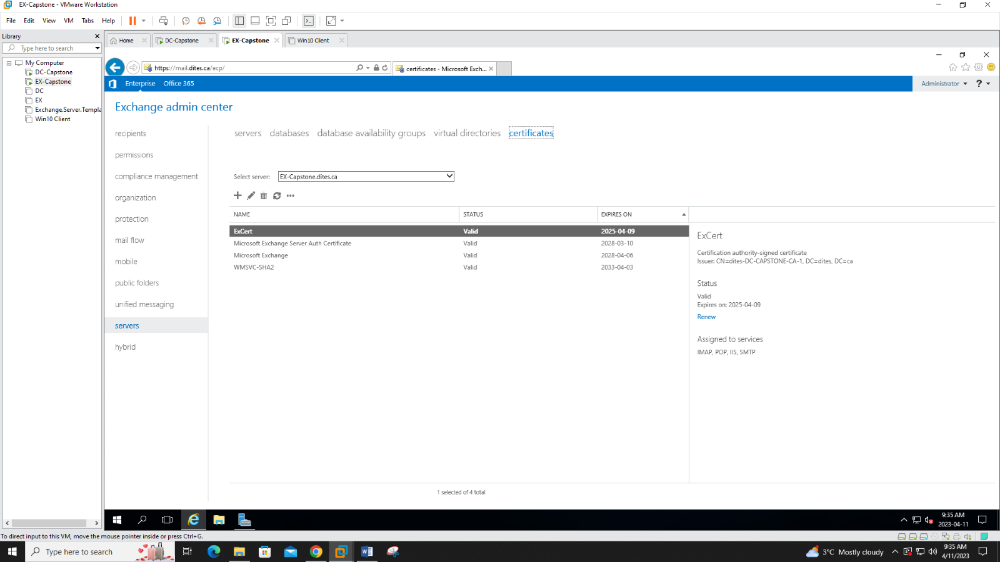 EX-Capstone - VMware Workstation
File Edit View VM Tabs Help
Library
Type here to search
My Computer
DC-Capstone
EX-Capstone
DC
EX
Exchange.Server.Templa
Win10 Client
Home DC-Capstone EX-Capstone Win10 Client
https://mail.dites.ca/ecp/ certificates - Microsoft Exch...
Enterprise Office 365 Administrator ?
Exchange admin center
recipients
permissions
compliance management
organization
protection
mail flow
mobile
public folders
unified messaging
servers
hybrid
servers databases database availability groups virtual directories certificates
Select server: EX-Capstone.dites.ca
NAME STATUS EXPIRES ON
ExCert Valid 2025-04-09
Microsoft Exchange Server Auth Certificate Valid 2028-03-10
Microsoft Exchange Valid 2028-04-06
WMSVC-SHA2 Valid 2033-04-03
ExCert
Certification authority-signed certificate
Issuer: CN=dites-DC-CAPSTONE-CA-1, DC=dites, DC=ca
Status
Valid
Expires on: 2025-04-09
Renew
Assigned to services
IMAP, POP, IIS, SMTP
1 selected of 4 total
9:35 AM
2023-04-11
To direct input to this VM, move the mouse pointer inside or press Ctrl+G.
Type here to search
3°C Mostly cloudy
9:35 AM
4/11/2023